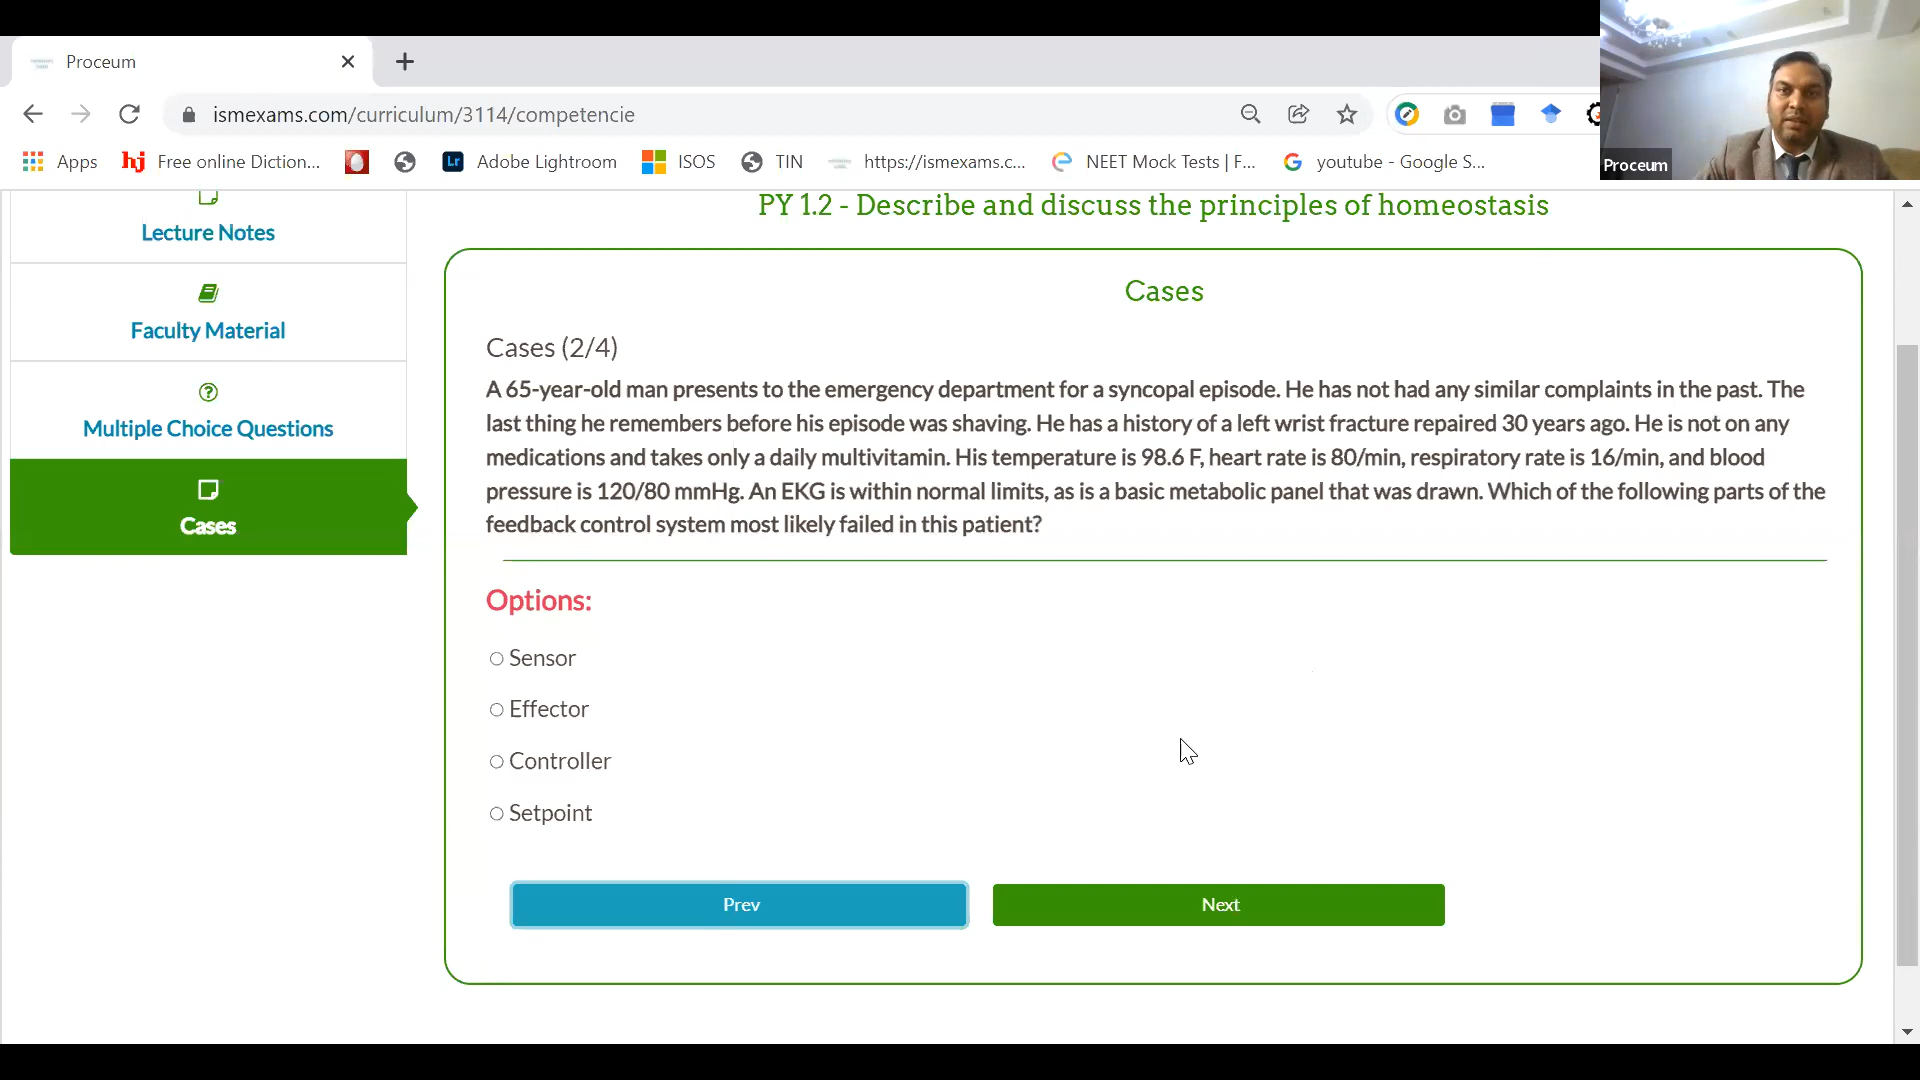 Proceum
ismexams.com/curriculum/3114/competencie
Apps
hj
Free online Diction...
Lr
Adobe Lightroom
ISOS
TIN
https://ismexams.c...
NEET Mock Tests | F...
youtube - Google S...
Proceum
PY 1.2 - Describe and discuss the principles of homeostasis
Lecture Notes
Faculty Material
Multiple Choice Questions
Cases
Cases
Cases (2/4)
A 65-year-old man presents to the emergency department for a syncopal episode. He has not had any similar complaints in the past. The
last thing he remembers before his episode was shaving. He has a history of a left wrist fracture repaired 30 years ago. He is not on any
medications and takes only a daily multivitamin. His temperature is 98.6 F, heart rate is 80/min, respiratory rate is 16/min, and blood
pressure is 120/80 mmHg. An EKG is within normal limits, as is a basic metabolic panel that was drawn. Which of the following parts of the
feedback control system most likely failed in this patient?
Options:
Sensor
Effector
Controller
Setpoint
Prev
Next